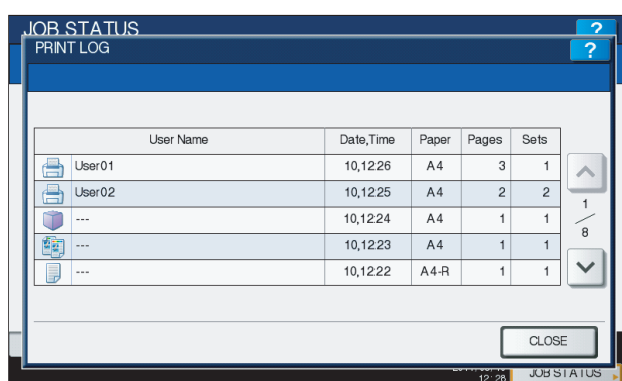 JOB STATUS ?
PRINT LOG ?
User Name Date,Time Paper Pages Sets
User01 10,12:26 A4 3 1
User02 10,12:25 A4 2 2
--- 10,12:24 A4 1 1
--- 10,12:23 A4 1 1
--- 10,12:22 A4-R 1 1
1
8
CLOSE
12:28 JOB STATUS